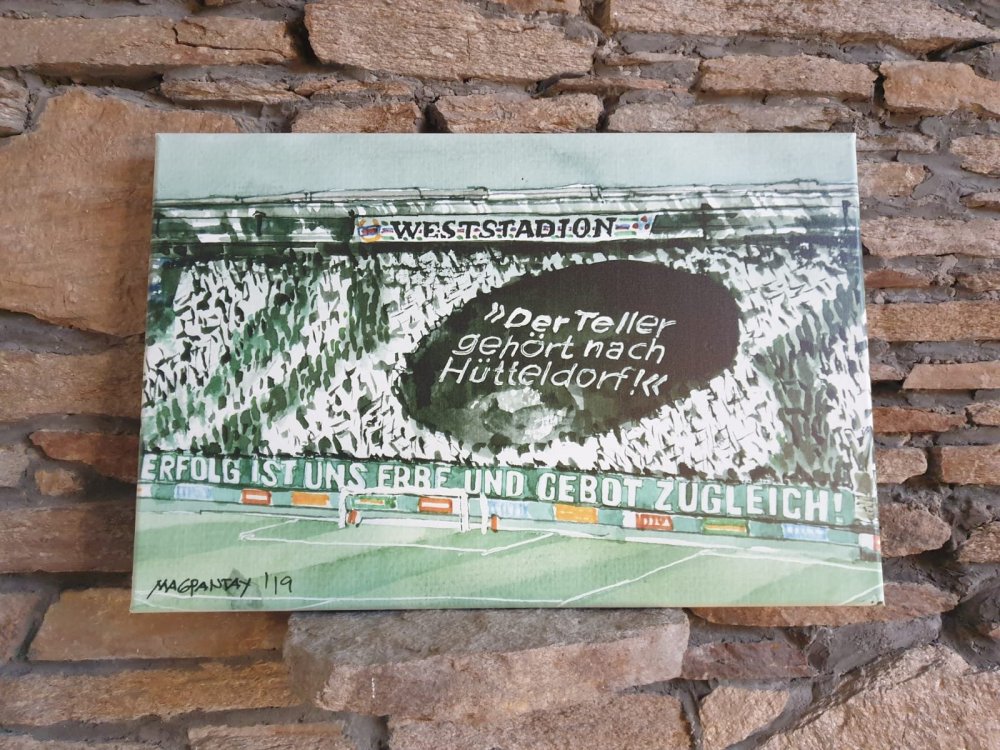 WESTSTADION
»Der Teller
gehört nach
Hütteldorf!«
ERFOLG IST UNS ERBE UND GEBOT ZUGLEICH!
MAGPANTAY '19